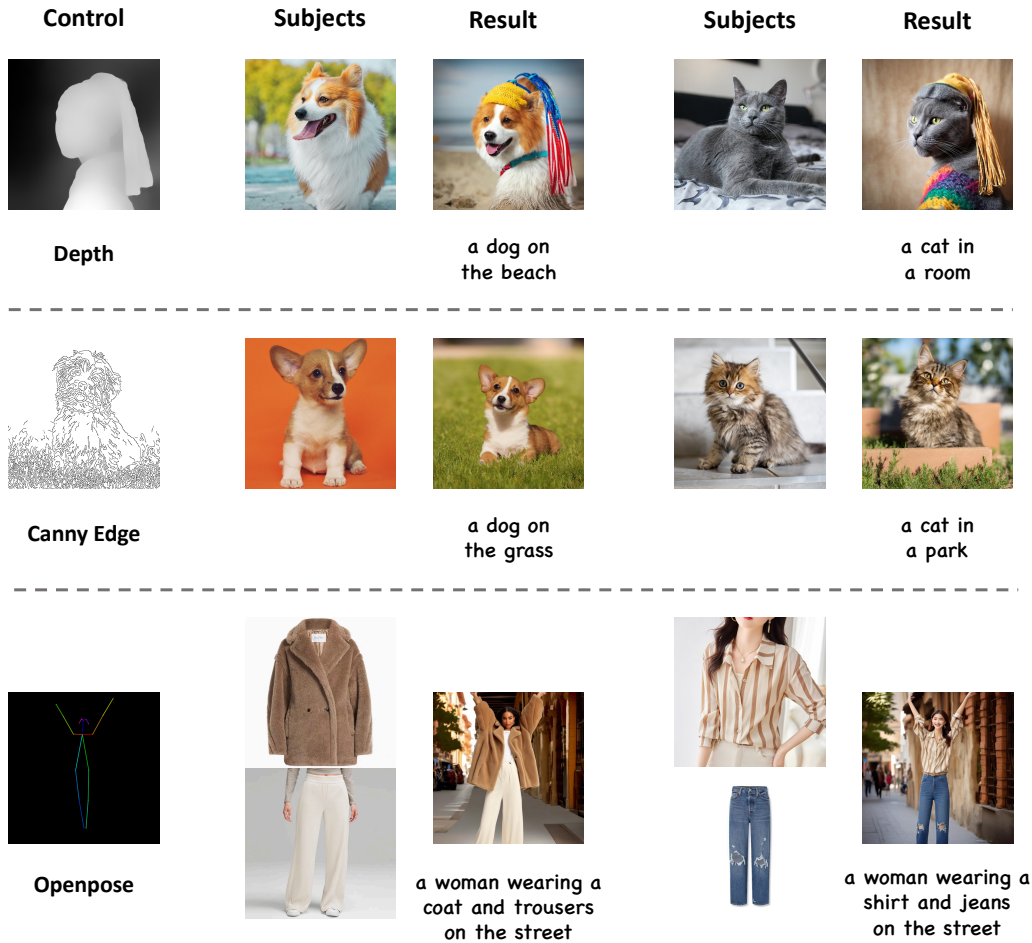 Control
Subjects
Result
Subjects
Result
Depth
a dog on
the beach
a cat in
a room
Canny Edge
a dog on
the grass
a cat in
a park
Openpose
a woman wearing a
coat and trousers
on the street
a woman wearing a
shirt and jeans
on the street